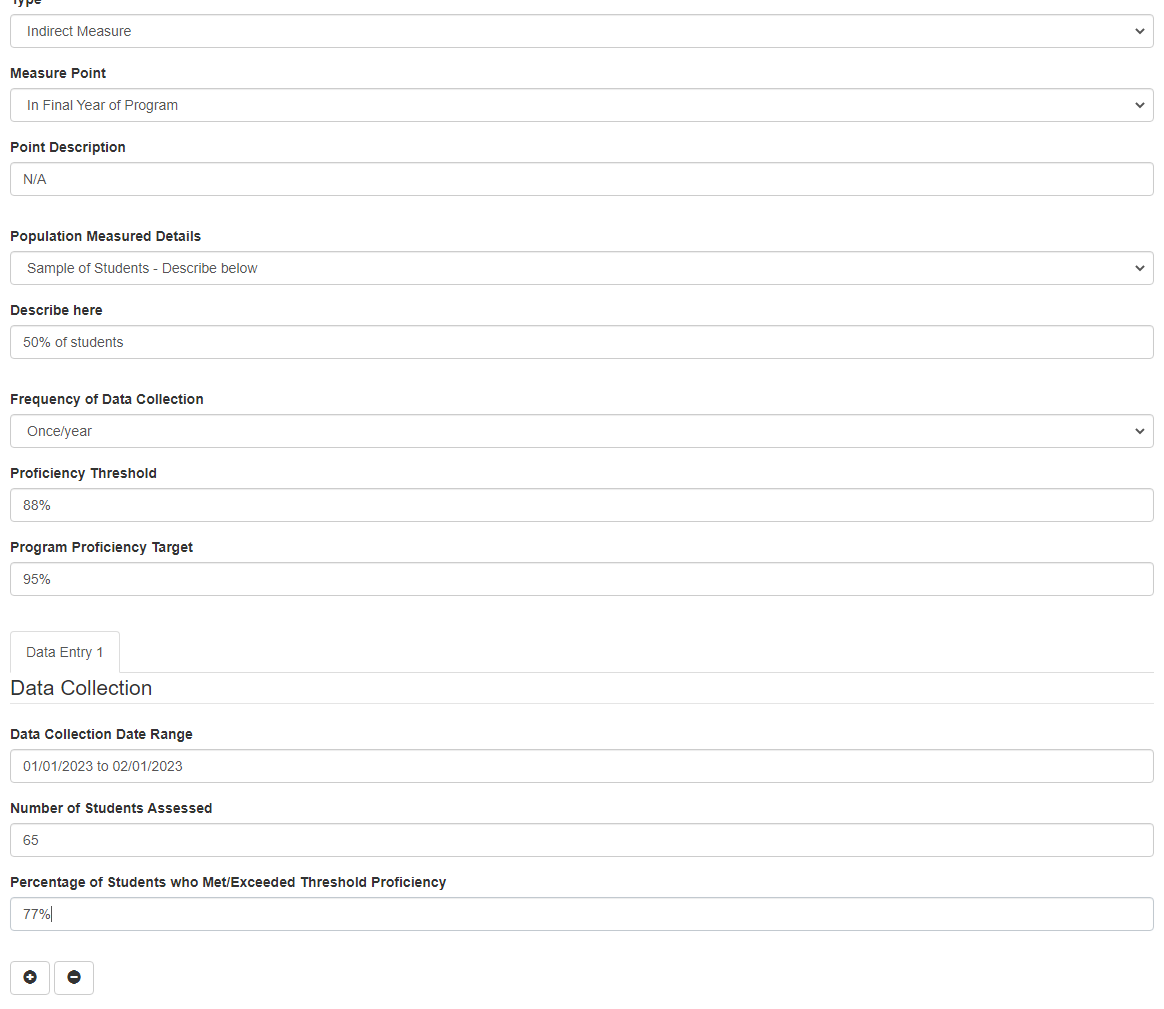 Type
Indirect Measure
Measure Point
In Final Year of Program
Point Description
N/A
Population Measured Details
Sample of Students - Describe below
Describe here
50% of students
Frequency of Data Collection
Once/year
Proficiency Threshold
88%
Program Proficiency Target
95%
Data Entry 1
Data Collection
Data Collection Date Range
01/01/2023 to 02/01/2023
Number of Students Assessed
65
Percentage of Students who Met/Exceeded Threshold Proficiency
77%